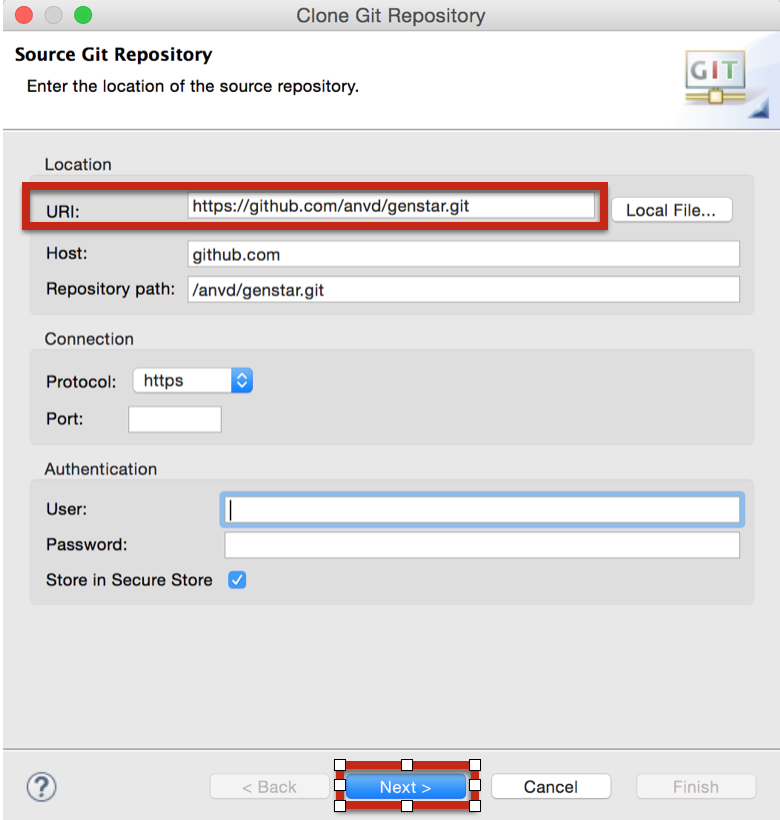 Clone Git Repository
Source Git Repository
Enter the location of the source repository.
GIT
Location
URI: https://github.com/anvd/genstar.git Local File...
Host: github.com
Repository path: /anvd/genstar.git
Connection
Protocol: https
Port:
Authentication
User:
Password:
Store in Secure Store
? < Back Next > Cancel Finish